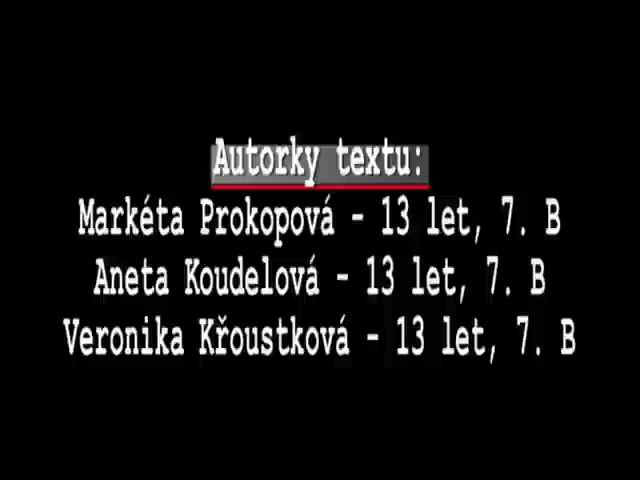 Autorky textu:
Markéta Prokopová - 13 let, 7. B
Aneta Koudelová - 13 let, 7. B
Veronika Křoustková - 13 let, 7. B